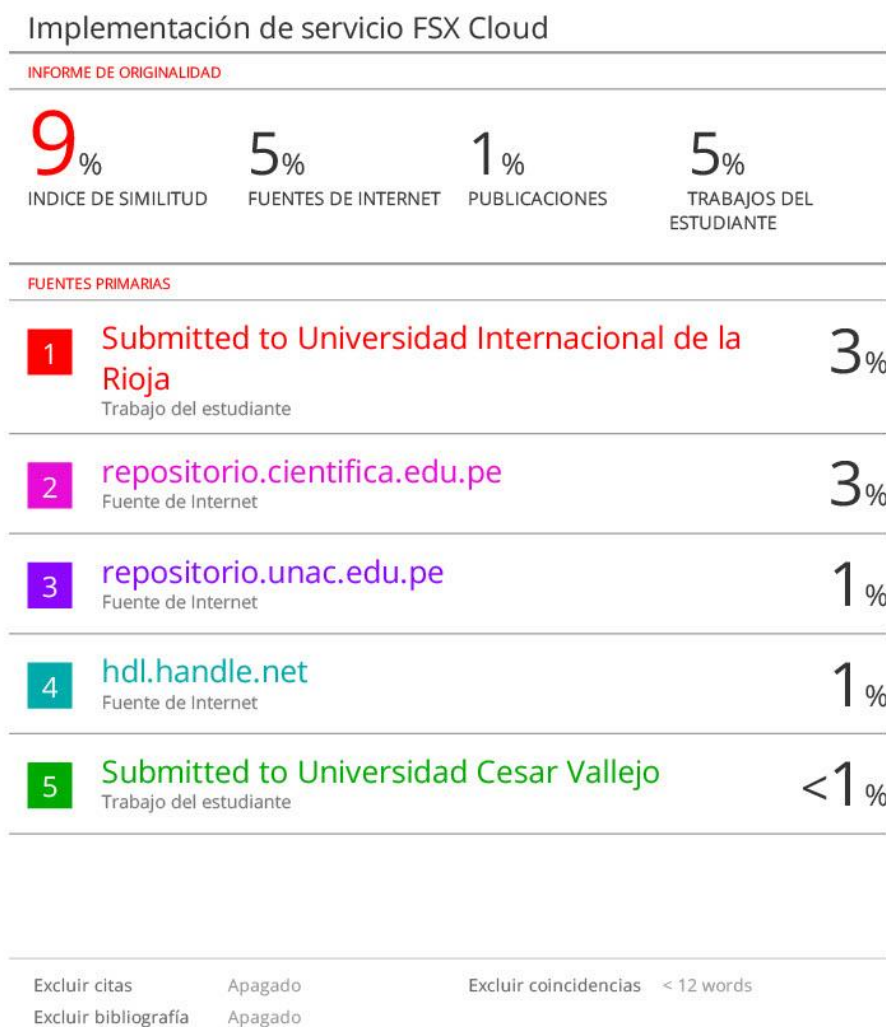 Implementación de servicio FSX Cloud
INFORME DE ORIGINALIDAD
9%
INDICE DE SIMILITUD
5%
FUENTES DE INTERNET
1%
PUBLICACIONES
5%
TRABAJOS DEL
ESTUDIANTE
FUENTES PRIMARIAS
1
Submitted to Universidad Internacional de la
Rioja
Trabajo del estudiante
3%
2
repositorio.cientifica.edu.pe
Fuente de Internet
3%
3
repositorio.unac.edu.pe
Fuente de Internet
1%
4
hdl.handle.net
Fuente de Internet
1%
5
Submitted to Universidad Cesar Vallejo
Trabajo del estudiante
<1%
Excluir citas Apagado Excluir coincidencias < 12 words
Excluir bibliografía Apagado